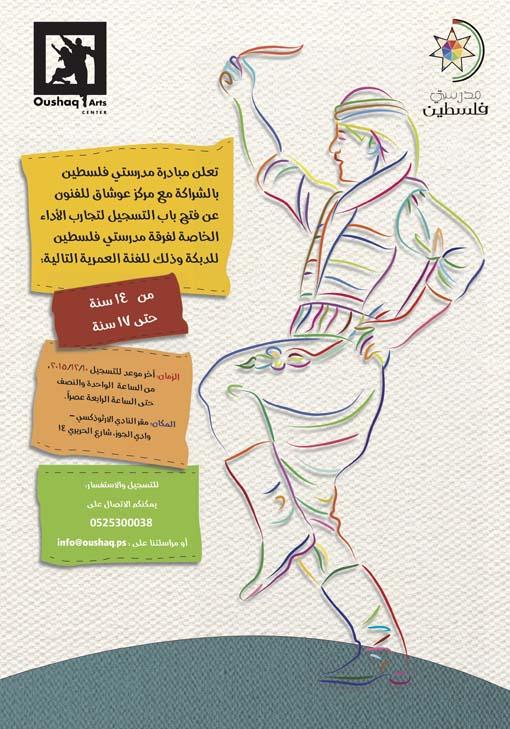 Oushaq Arts
CENTER
مدرستي
فلسطين
تعلن مبادرة مدرستي فلسطين
بالشراكة مع مركز عوشاق للفنون
عن فتح باب التسجيل لتجارب الأداء
الخاصة لفرقة مدرستي فلسطين
للدبكة وذلك للفئة العمرية التالية:
من ١٤ سنة
حتى ١٧ سنة
الزمان: آخر موعد للتسجيل ٢٠١٥/١٢/١٠،
من الساعة الواحدة والنصف
حتى الساعة الرابعة عصراً.
المكان: مقر النادي الارثوذكسي –
وادي الجوز، شارع الحريري ١٤
للتسجيل والاستفسار:
يمكنكم الاتصال على
0525300038
أو مراسلتنا على : info@oushaq.ps